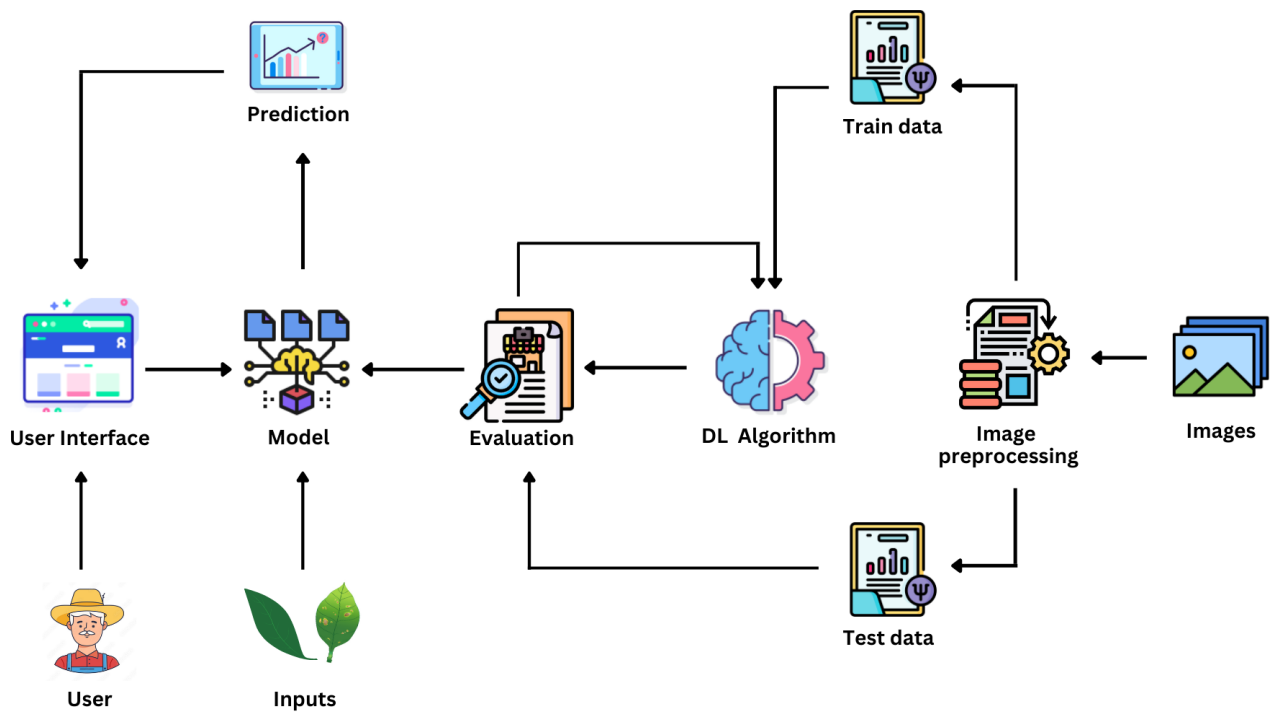 Prediction
Train data
User Interface
Model
Evaluation
DL Algorithm
Image
preprocessing
Images
Test data
User
Inputs